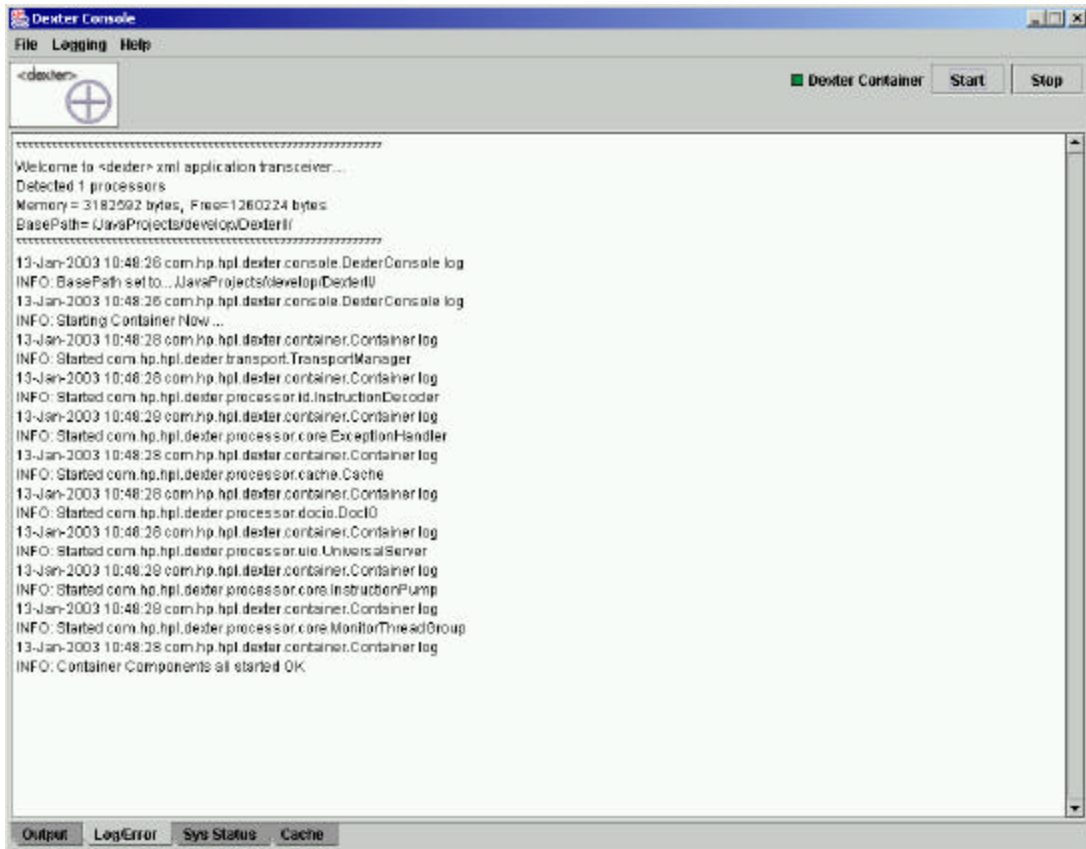 Dexter Console
File Logging Help
<dexter>
Dexter Container Start Stop
Welcome to <dexter> xml application transceiver...
Detected 1 processors
Memory = 3182592 bytes, Free=1260224 bytes
BasePath= /JavaProjects/develop/DexterII/
13-Jan-2003 10:48:26 com.hp.hpl.dexter.console.DexterConsole log
INFO: BasePath set to... /JavaProjects/develop/DexterII/
13-Jan-2003 10:48:26 com.hp.hpl.dexter.console.DexterConsole log
INFO: Starting Container Now ...
13-Jan-2003 10:48:28 com.hp.hpl.dexter.container.Container log
INFO: Started com.hp.hpl.dexter.transport.TransportManager
13-Jan-2003 10:48:28 com.hp.hpl.dexter.container.Container log
INFO: Started com.hp.hpl.dexter.processor.id.InstructionDecoder
13-Jan-2003 10:48:28 com.hp.hpl.dexter.container.Container log
INFO: Started com.hp.hpl.dexter.processor.core.ExceptionHandler
13-Jan-2003 10:48:28 com.hp.hpl.dexter.container.Container log
INFO: Started com.hp.hpl.dexter.processor.cache.Cache
13-Jan-2003 10:48:28 com.hp.hpl.dexter.container.Container log
INFO: Started com.hp.hpl.dexter.processor.docio.DocIO
13-Jan-2003 10:48:28 com.hp.hpl.dexter.container.Container log
INFO: Started com.hp.hpl.dexter.processor.uio.UniversalServer
13-Jan-2003 10:48:28 com.hp.hpl.dexter.container.Container log
INFO: Started com.hp.hpl.dexter.processor.core.InstructionPump
13-Jan-2003 10:48:28 com.hp.hpl.dexter.container.Container log
INFO: Started com.hp.hpl.dexter.processor.core.MonitorThreadGroup
13-Jan-2003 10:48:28 com.hp.hpl.dexter.container.Container log
INFO: Container Components all started OK
Output Log/Error Sys Status Cache